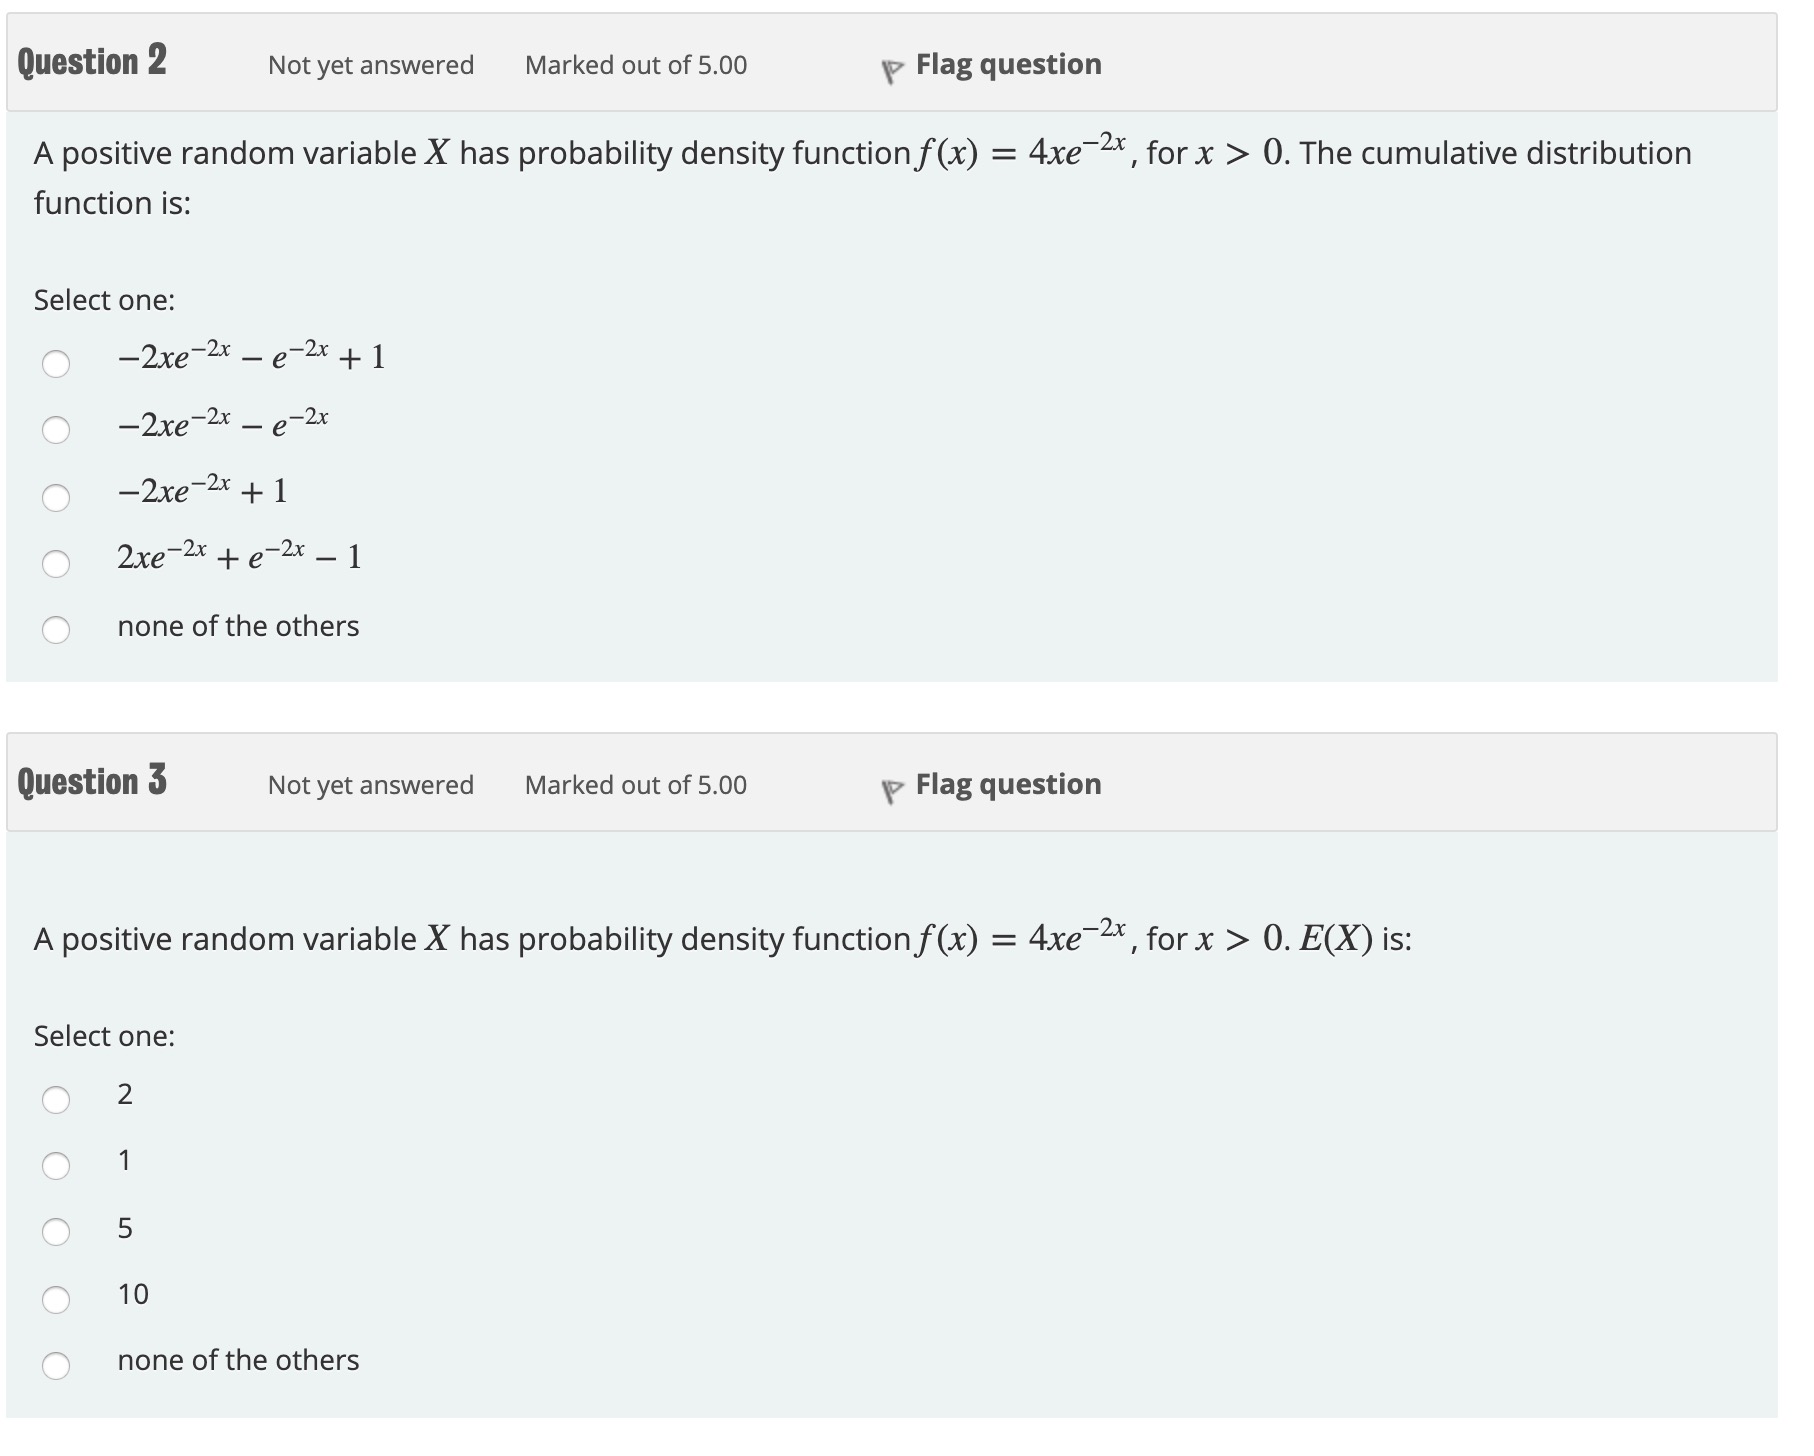 Question 2 Not yet answered Marked out of 5.00 Flag question
A positive random variable X has probability density function f(x) = 4xe^{-2x}, for x > 0. The cumulative distribution
function is:
Select one:
−2xe^{−2x} − e^{−2x} + 1
−2xe^{−2x} − e^{−2x}
−2xe^{−2x} + 1
2xe^{−2x} + e^{−2x} − 1
none of the others
Question 3 Not yet answered Marked out of 5.00 Flag question
A positive random variable X has probability density function f(x) = 4xe^{−2x}, for x > 0. E(X) is:
Select one:
2
1
5
10
none of the others